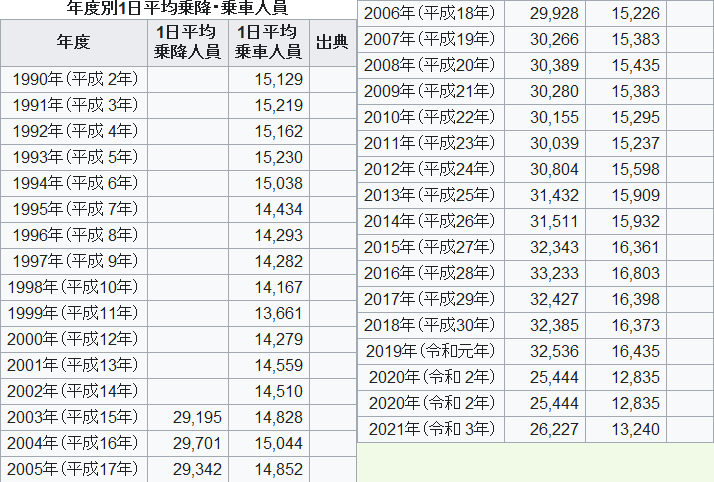 年度別1日平均乗降・乗車人員
年度 1日平均乗降人員 1日平均乗車人員 出典
1990年(平成 2年) 15,129
1991年(平成 3年) 15,219
1992年(平成 4年) 15,162
1993年(平成 5年) 15,230
1994年(平成 6年) 15,038
1995年(平成 7年) 14,434
1996年(平成 8年) 14,293
1997年(平成 9年) 14,282
1998年(平成10年) 14,167
1999年(平成11年) 13,661
2000年(平成12年) 14,279
2001年(平成13年) 14,559
2002年(平成14年) 14,510
2003年(平成15年) 29,195 14,828
2004年(平成16年) 29,701 15,044
2005年(平成17年) 29,342 14,852
2006年(平成18年) 29,928 15,226
2007年(平成19年) 30,266 15,383
2008年(平成20年) 30,389 15,435
2009年(平成21年) 30,280 15,383
2010年(平成22年) 30,155 15,295
2011年(平成23年) 30,039 15,237
2012年(平成24年) 30,804 15,598
2013年(平成25年) 31,432 15,909
2014年(平成26年) 31,511 15,932
2015年(平成27年) 32,343 16,361
2016年(平成28年) 33,233 16,803
2017年(平成29年) 32,427 16,398
2018年(平成30年) 32,385 16,373
2019年(令和元年) 32,536 16,435
2020年(令和 2年) 25,444 12,835
2020年(令和 2年) 25,444 12,835
2021年(令和 3年) 26,227 13,240